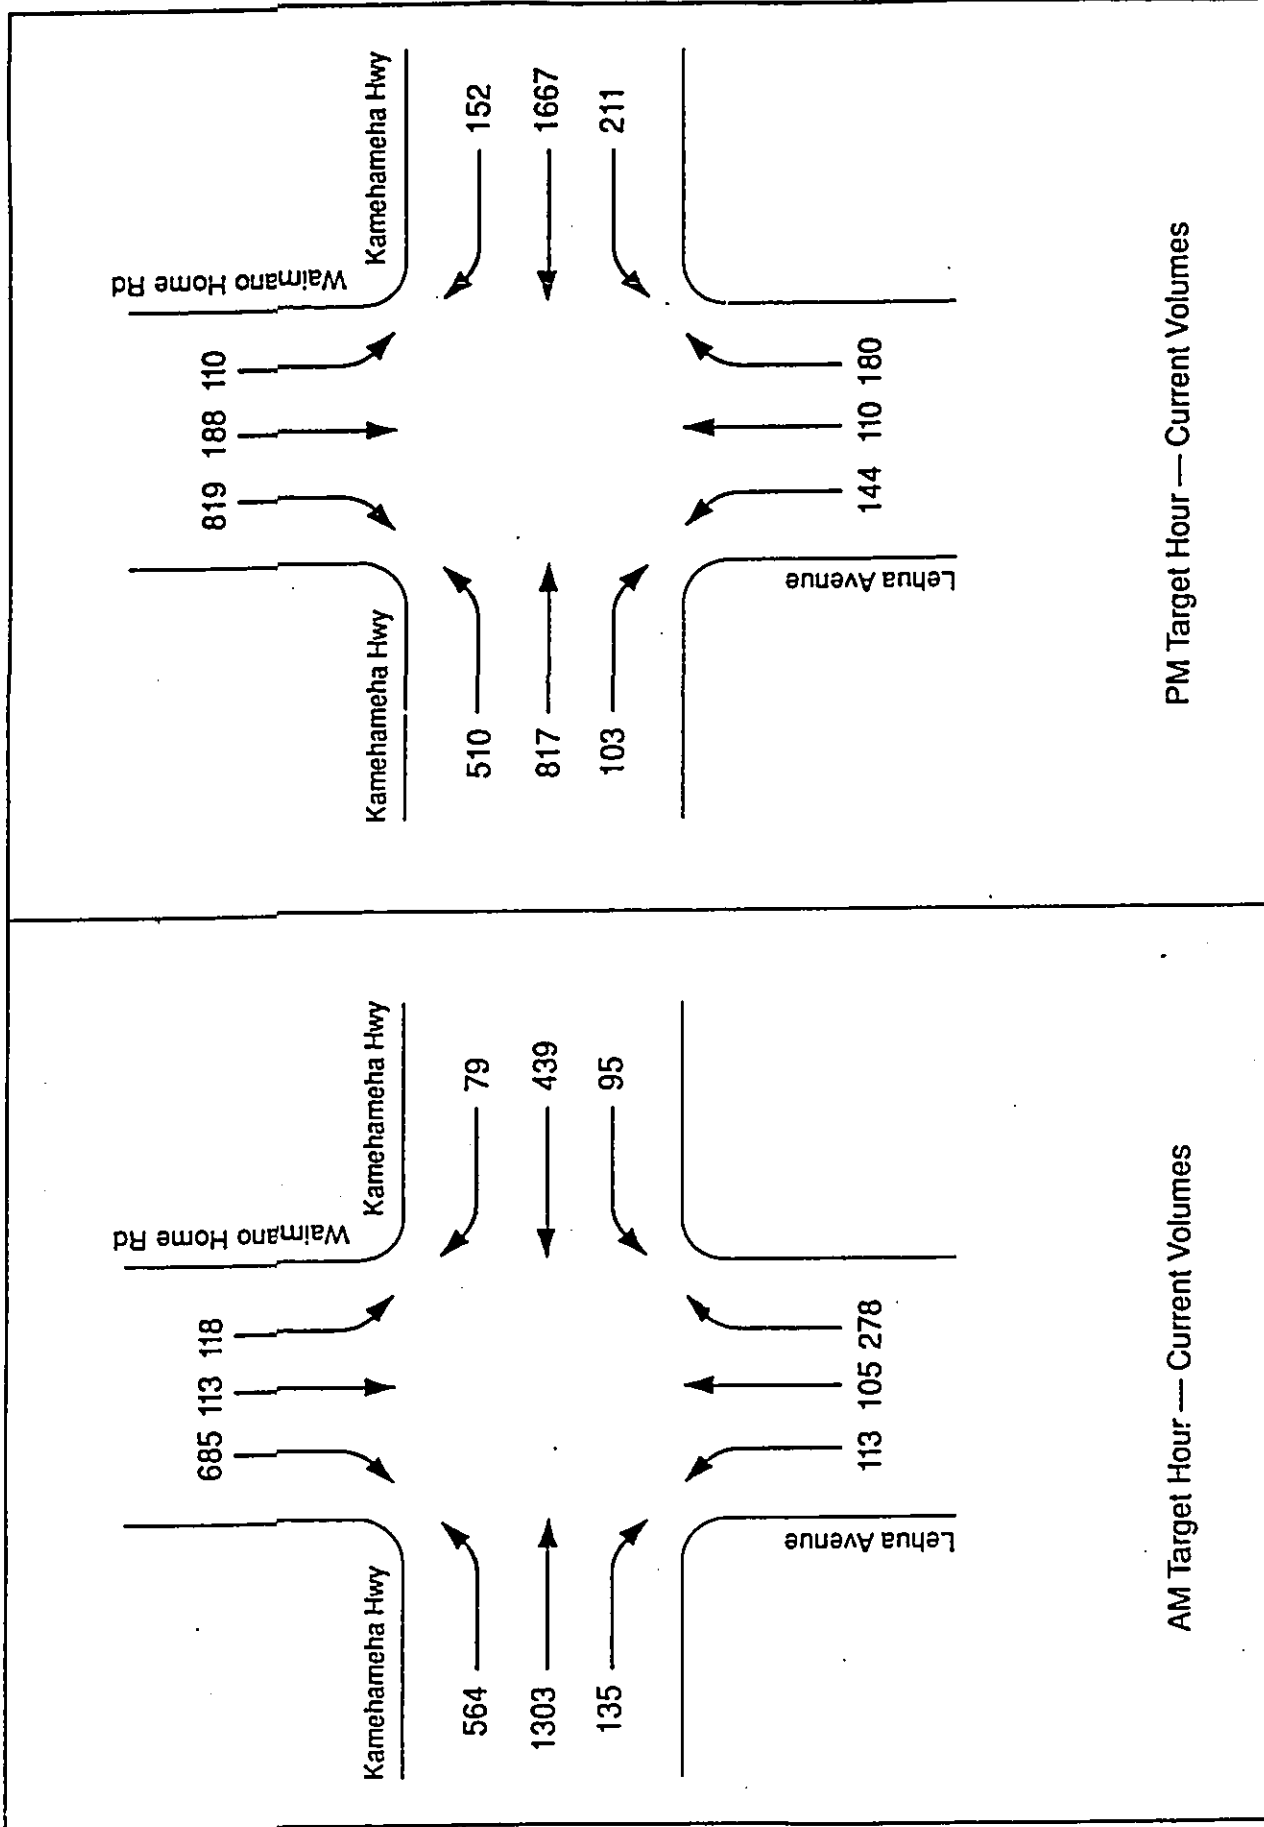 Waimano Home Rd
Kamehameha Hwy
Kamehameha Hwy
685
113
118
564
1303
135
79
439
95
113
105
278
Lehua Avenue
AM Target Hour — Current Volumes
Waimano Home Rd
Kamehameha Hwy
Kamehameha Hwy
819
188
110
510
817
103
152
1667
211
144
110
180
Lehua Avenue
PM Target Hour — Current Volumes